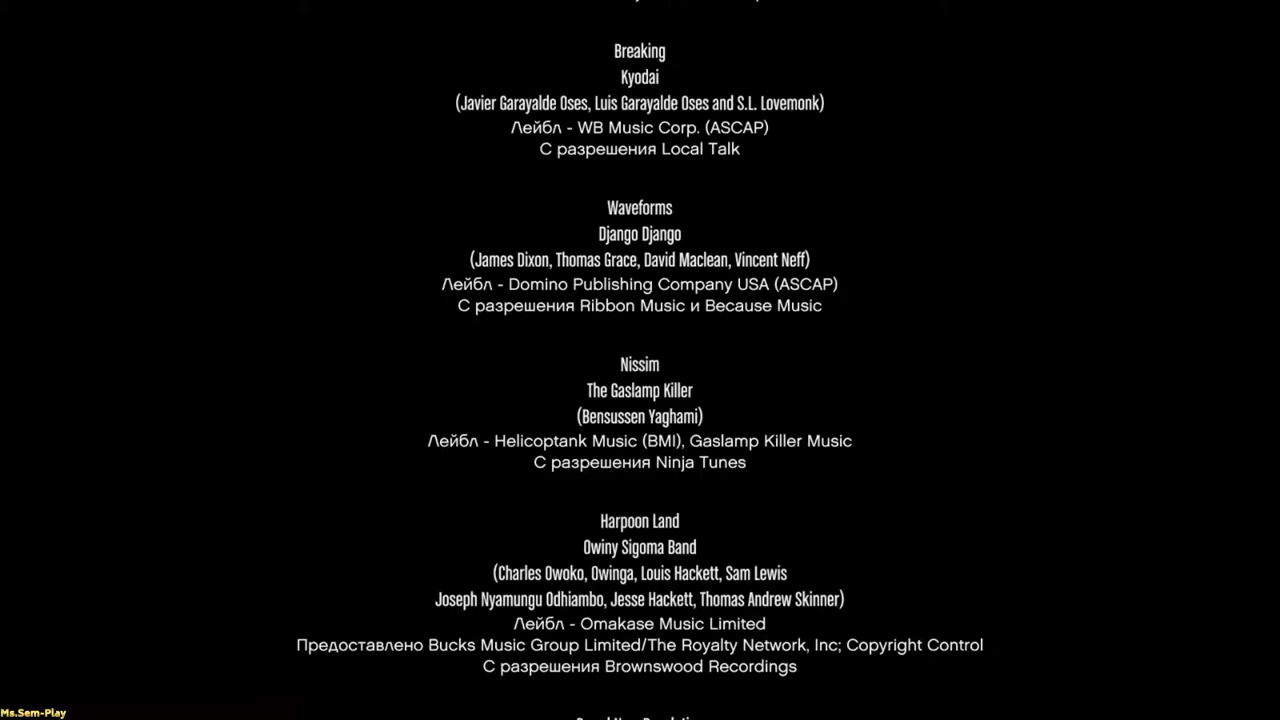 Breaking
Kyodai
(Javier Garayalde Oses, Luis Garayalde Oses and S.L. Lovemonk)
Лейбл - WB Music Corp. (ASCAP)
С разрешения Local Talk
Waveforms
Django Django
(James Dixon, Thomas Grace, David Maclean, Vincent Neff)
Лейбл - Domino Publishing Company USA (ASCAP)
С разрешения Ribbon Music и Because Music
Nissim
The Gaslamp Killer
(Bensussen Yaghami)
Лейбл - Helicoptank Music (BMI), Gaslamp Killer Music
С разрешения Ninja Tunes
Harpoon Land
Owiny Sigoma Band
(Charles Owoko, Owinga, Louis Hackett, Sam Lewis
Joseph Nyamungu Odhiambo, Jesse Hackett, Thomas Andrew Skinner)
Лейбл - Omakase Music Limited
Предоставлено Bucks Music Group Limited/The Royalty Network, Inc; Copyright Control
С разрешения Brownswood Recordings
Ms.Sem-Play